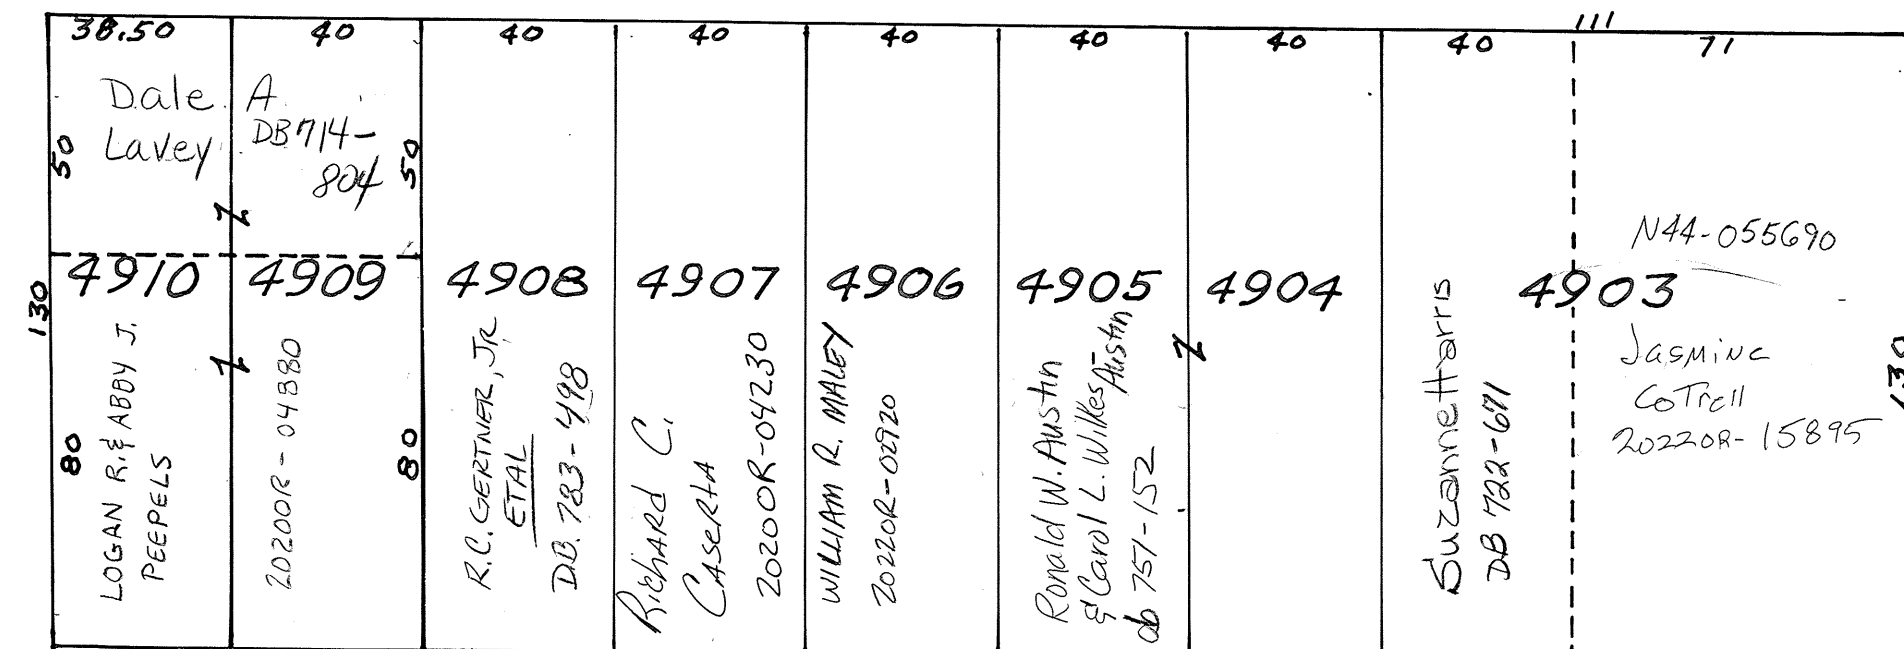 111
38.50 40 40 40 40 40 40 40 71
Dale A
Lavey
DB 714-
804
50
50
130
4910 4909 4908 4907 4906 4905 4904 4903
N44-055690
80
80
130
LOGAN R. & ABBY J.
PEEPELS
2020OR-04880
R.C. GERTNER, JR
ETAL
D.B. 783-498
Richard C.
CASERtA
2020OR-04230
WILLIAM R. MALEY
2022OR-02920
Ronald W. Austin
& Carol L. Wilkes Austin
db 751-152
Suzanne Harris
DB 722-671
JASMINE
CoTrell
2022OR-15895